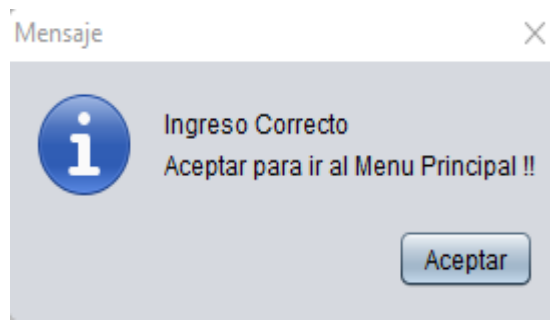 Mensaje
Ingreso Correcto
Aceptar para ir al Menu Principal !!
Aceptar